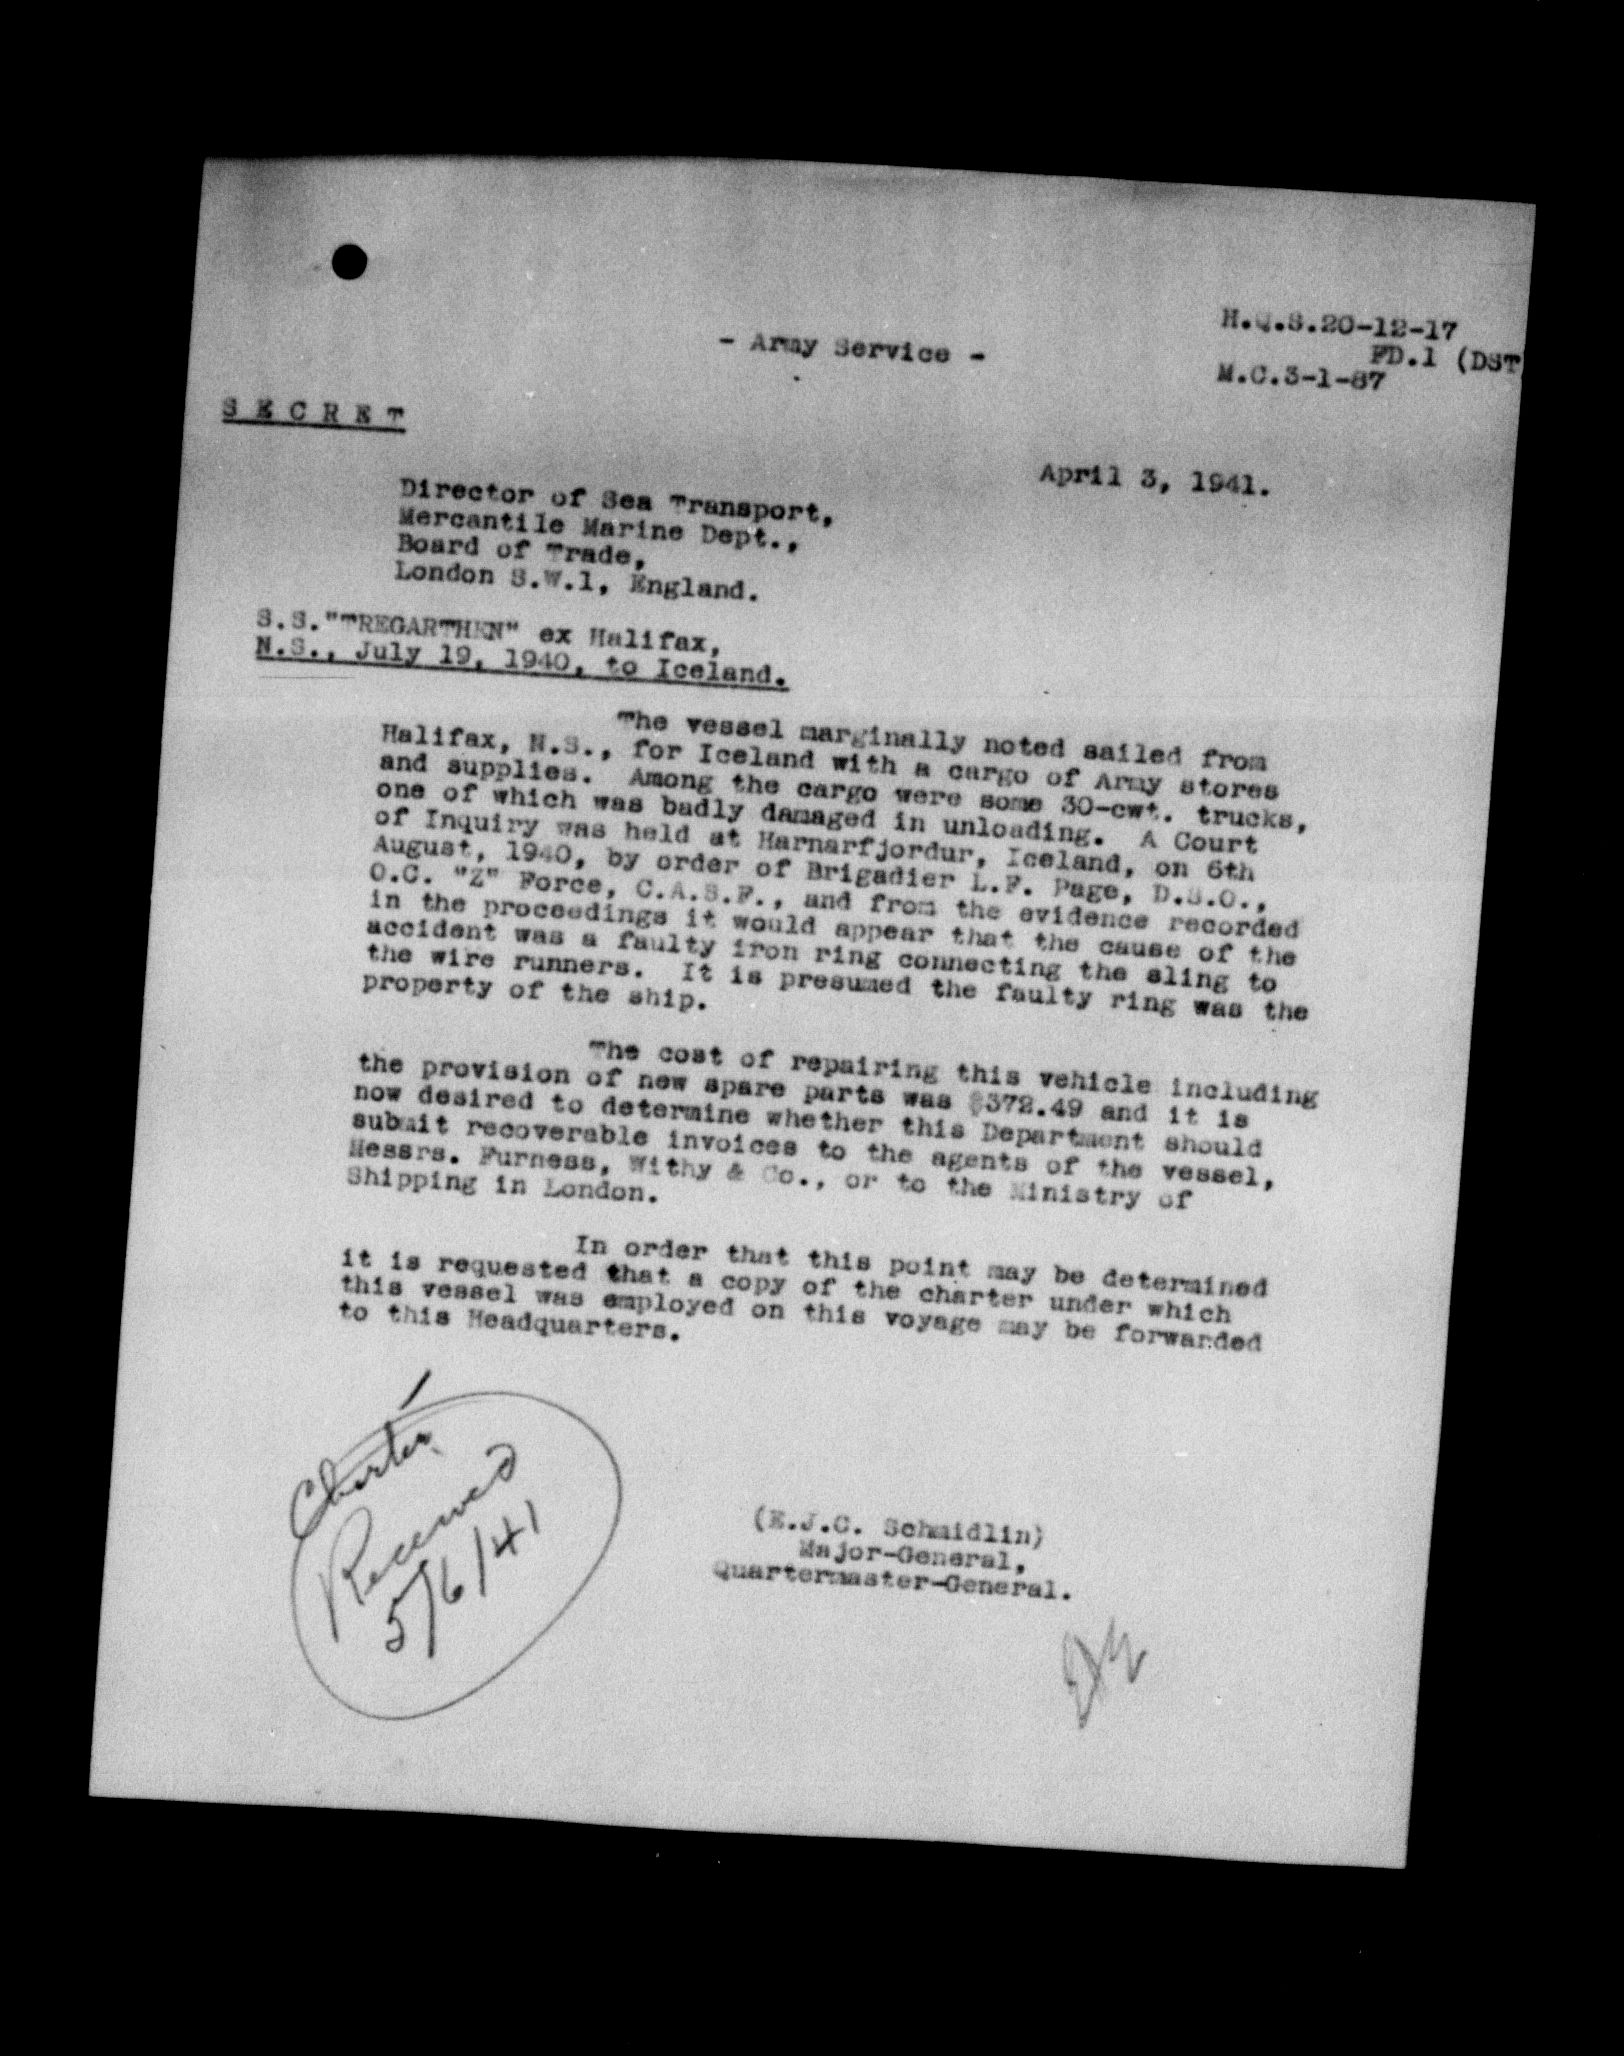 H.Q.S.20-12-17
- Army Service -
FD.1 (DST
M.C.3-1-87
S E C R E T
April 3, 1941.
Director of Sea Transport,
Mercantile Marine Dept.,
Board of Trade,
London S.W.1, England.
S.S."TREGARTHEN" ex Halifax,
N.S., July 19, 1940, to Iceland.
The vessel marginally noted sailed from
Halifax, N.S., for Iceland with a cargo of Army stores
and supplies. Among the cargo were some 30-cwt. trucks,
one of which was badly damaged in unloading. A Court
of Inquiry was held at Harnarfjordur, Iceland, on 6th
August, 1940, by order of Brigadier L.F. Page, D.S.O.,
O.C. "Z" Force, C.A.S.F., and from the evidence recorded
in the proceedings it would appear that the cause of the
accident was a faulty iron ring connecting the sling to
the wire runners. It is presumed the faulty ring was the
property of the ship.
The cost of repairing this vehicle including
the provision of new spare parts was $372.49 and it is
now desired to determine whether this Department should
submit recoverable invoices to the agents of the vessel,
Messrs. Furness, Withy & Co., or to the Ministry of
Shipping in London.
In order that this point may be determined
it is requested that a copy of the charter under which
this vessel was employed on this voyage may be forwarded
to this Headquarters.
Charter
Received
5/6/41
(E.J.C. Schmidlin)
Major-General,
Quartermaster-General.